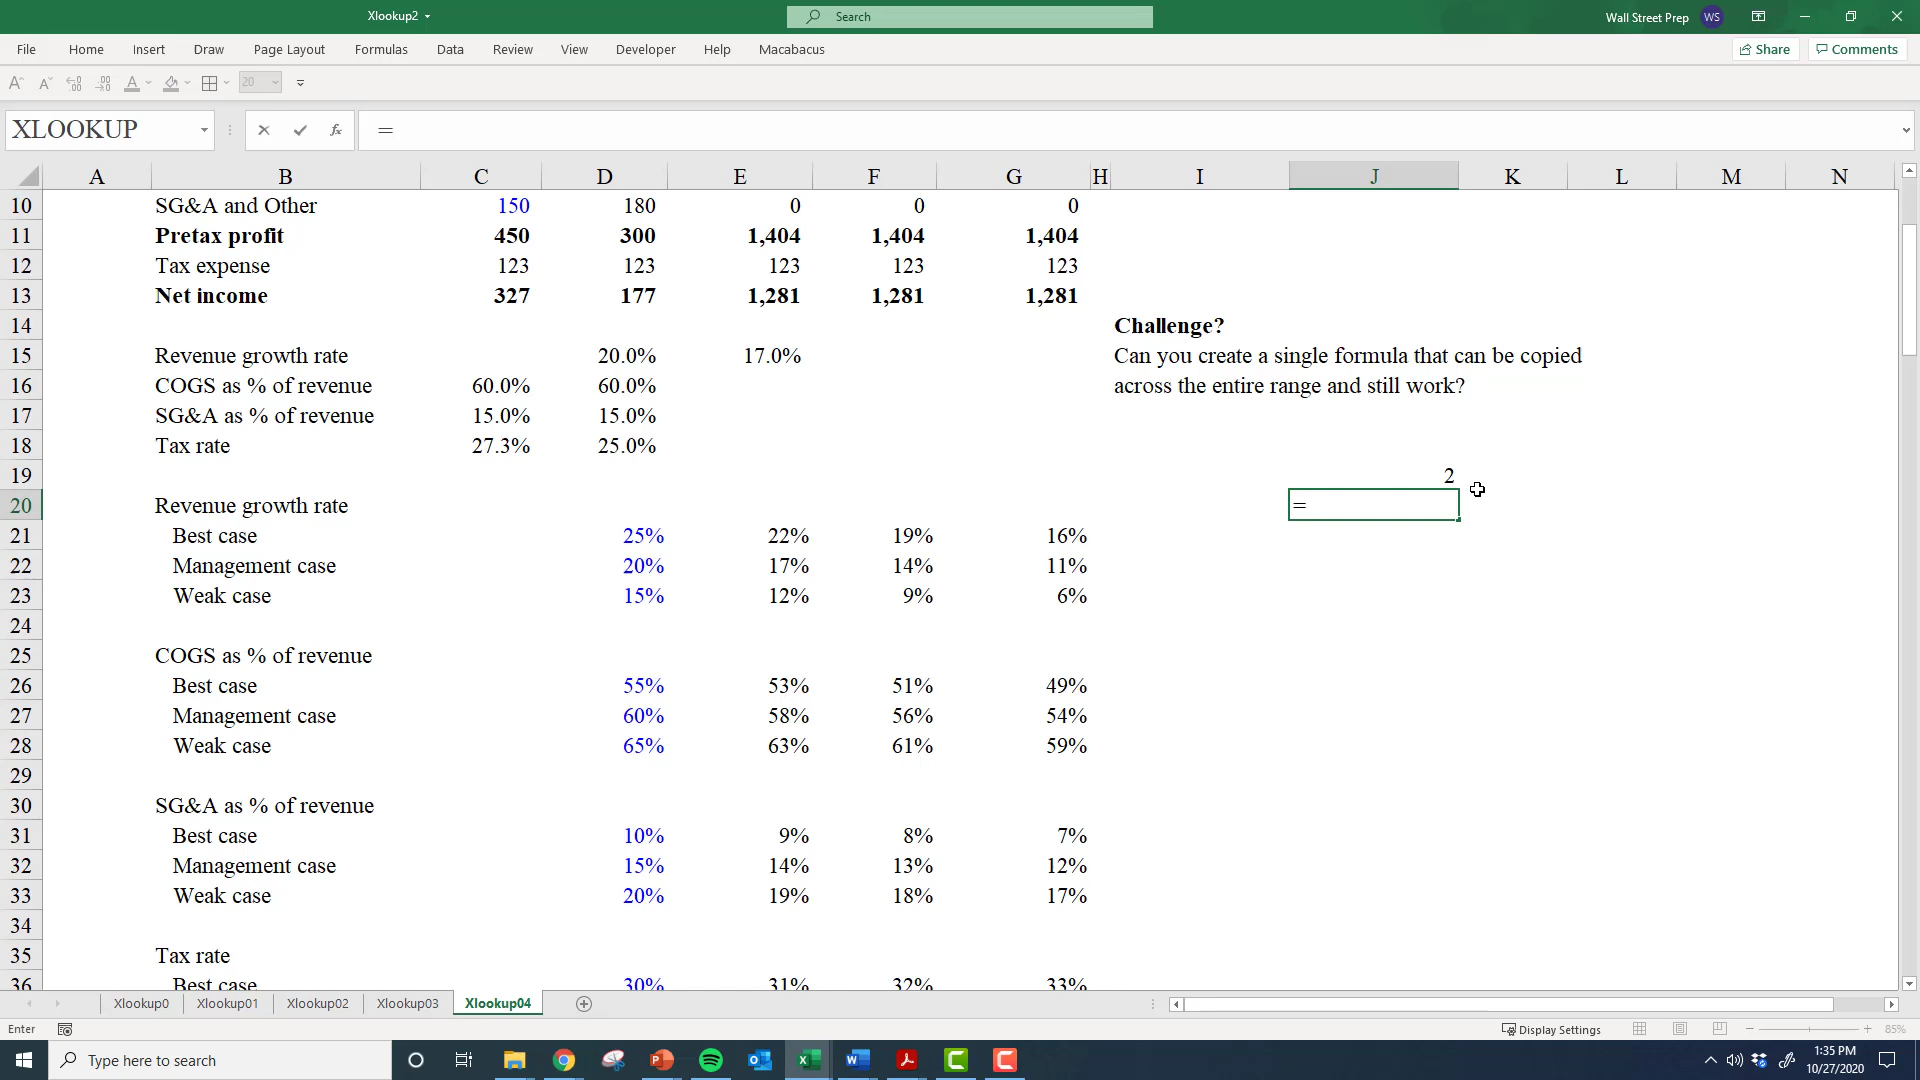 Xlookup2
Search
Wall Street Prep WS
File Home Insert Draw Page Layout Formulas Data Review View Developer Help Macabacus Share Comments
20
XLOOKUP =
A B C D E F G H I J K L M N
10 SG&A and Other 150 180 0 0 0
11 Pretax profit 450 300 1,404 1,404 1,404
12 Tax expense 123 123 123 123 123
13 Net income 327 177 1,281 1,281 1,281
14 Challenge?
15 Revenue growth rate 20.0% 17.0% Can you create a single formula that can be copied
16 COGS as % of revenue 60.0% 60.0% across the entire range and still work?
17 SG&A as % of revenue 15.0% 15.0%
18 Tax rate 27.3% 25.0%
19 2
20 Revenue growth rate =
21 Best case 25% 22% 19% 16%
22 Management case 20% 17% 14% 11%
23 Weak case 15% 12% 9% 6%
24
25 COGS as % of revenue
26 Best case 55% 53% 51% 49%
27 Management case 60% 58% 56% 54%
28 Weak case 65% 63% 61% 59%
29
30 SG&A as % of revenue
31 Best case 10% 9% 8% 7%
32 Management case 15% 14% 13% 12%
33 Weak case 20% 19% 18% 17%
34
35 Tax rate
36 Best case 30% 31% 32% 33%
Xlookup0 Xlookup01 Xlookup02 Xlookup03 Xlookup04
Enter Display Settings 85%
Type here to search
1:35 PM
10/27/2020